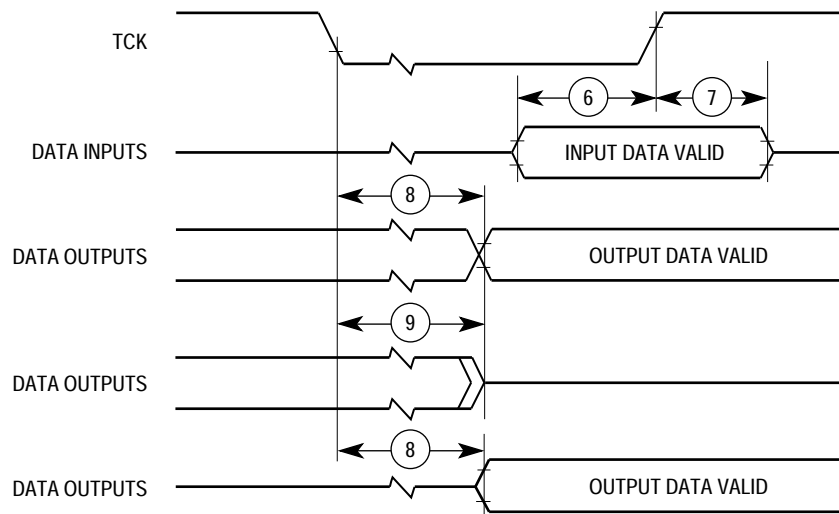 TCK
6
7
DATA INPUTS
INPUT DATA VALID
8
DATA OUTPUTS
OUTPUT DATA VALID
9
DATA OUTPUTS
8
DATA OUTPUTS
OUTPUT DATA VALID